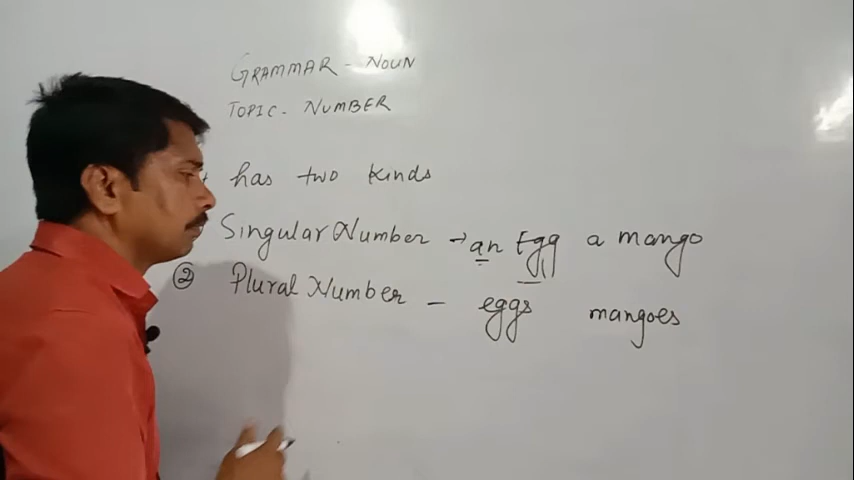 GRAMMAR - NOUN
TOPIC - NUMBER
has two kinds
Singular Number → an Egg a mango
② Plural Number - eggs mangoes